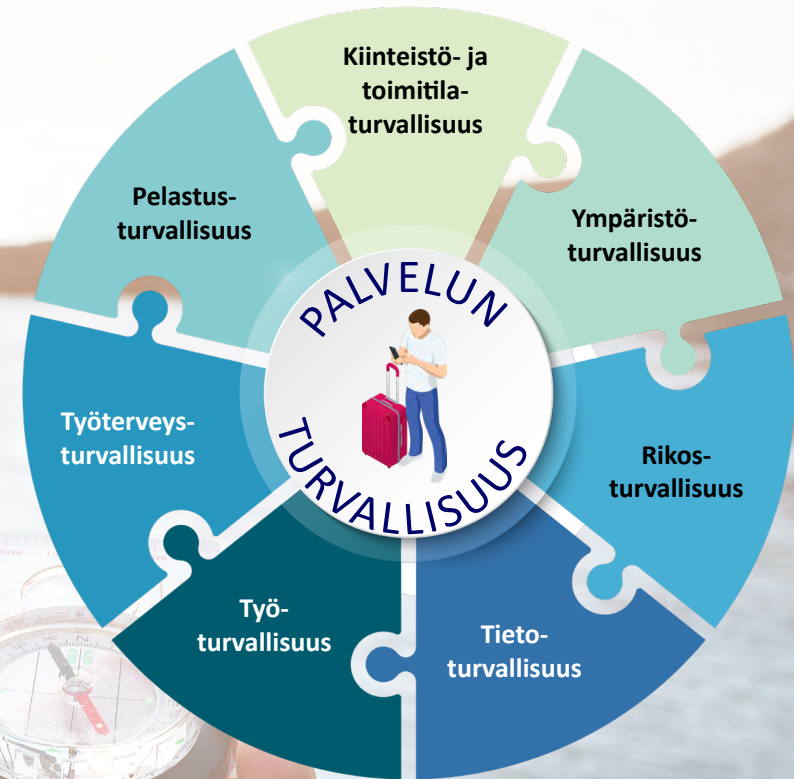 Kiinteistö- ja
toimitila-
turvallisuus
Ympäristö-
turvallisuus
Rikos-
turvallisuus
Tieto-
turvallisuus
Työ-
turvallisuus
Työterveys-
turvallisuus
Pelastus-
turvallisuus
PALVELUN
TURVALLISUUS